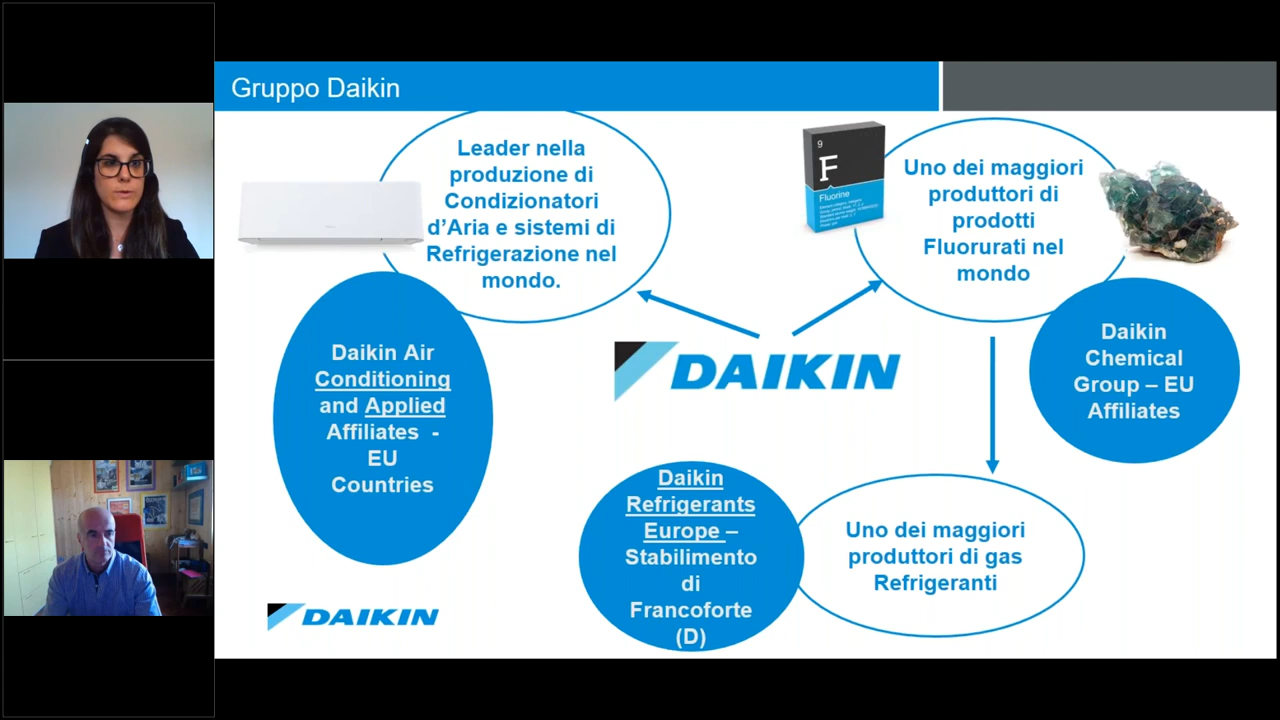 Gruppo Daikin
Leader nella
produzione di
Condizionatori
d’Aria e sistemi di
Refrigerazione nel
mondo.
9
F
Fluorine
Uno dei maggiori
produttori di
prodotti
Fluorurati nel
mondo
Daikin Air
Conditioning
and Applied
Affiliates -
EU
Countries
DAIKIN
Daikin
Chemical
Group – EU
Affiliates
Daikin
Refrigerants
Europe –
Stabilimento
di
Francoforte
(D)
Uno dei maggiori
produttori di gas
Refrigeranti
DAIKIN